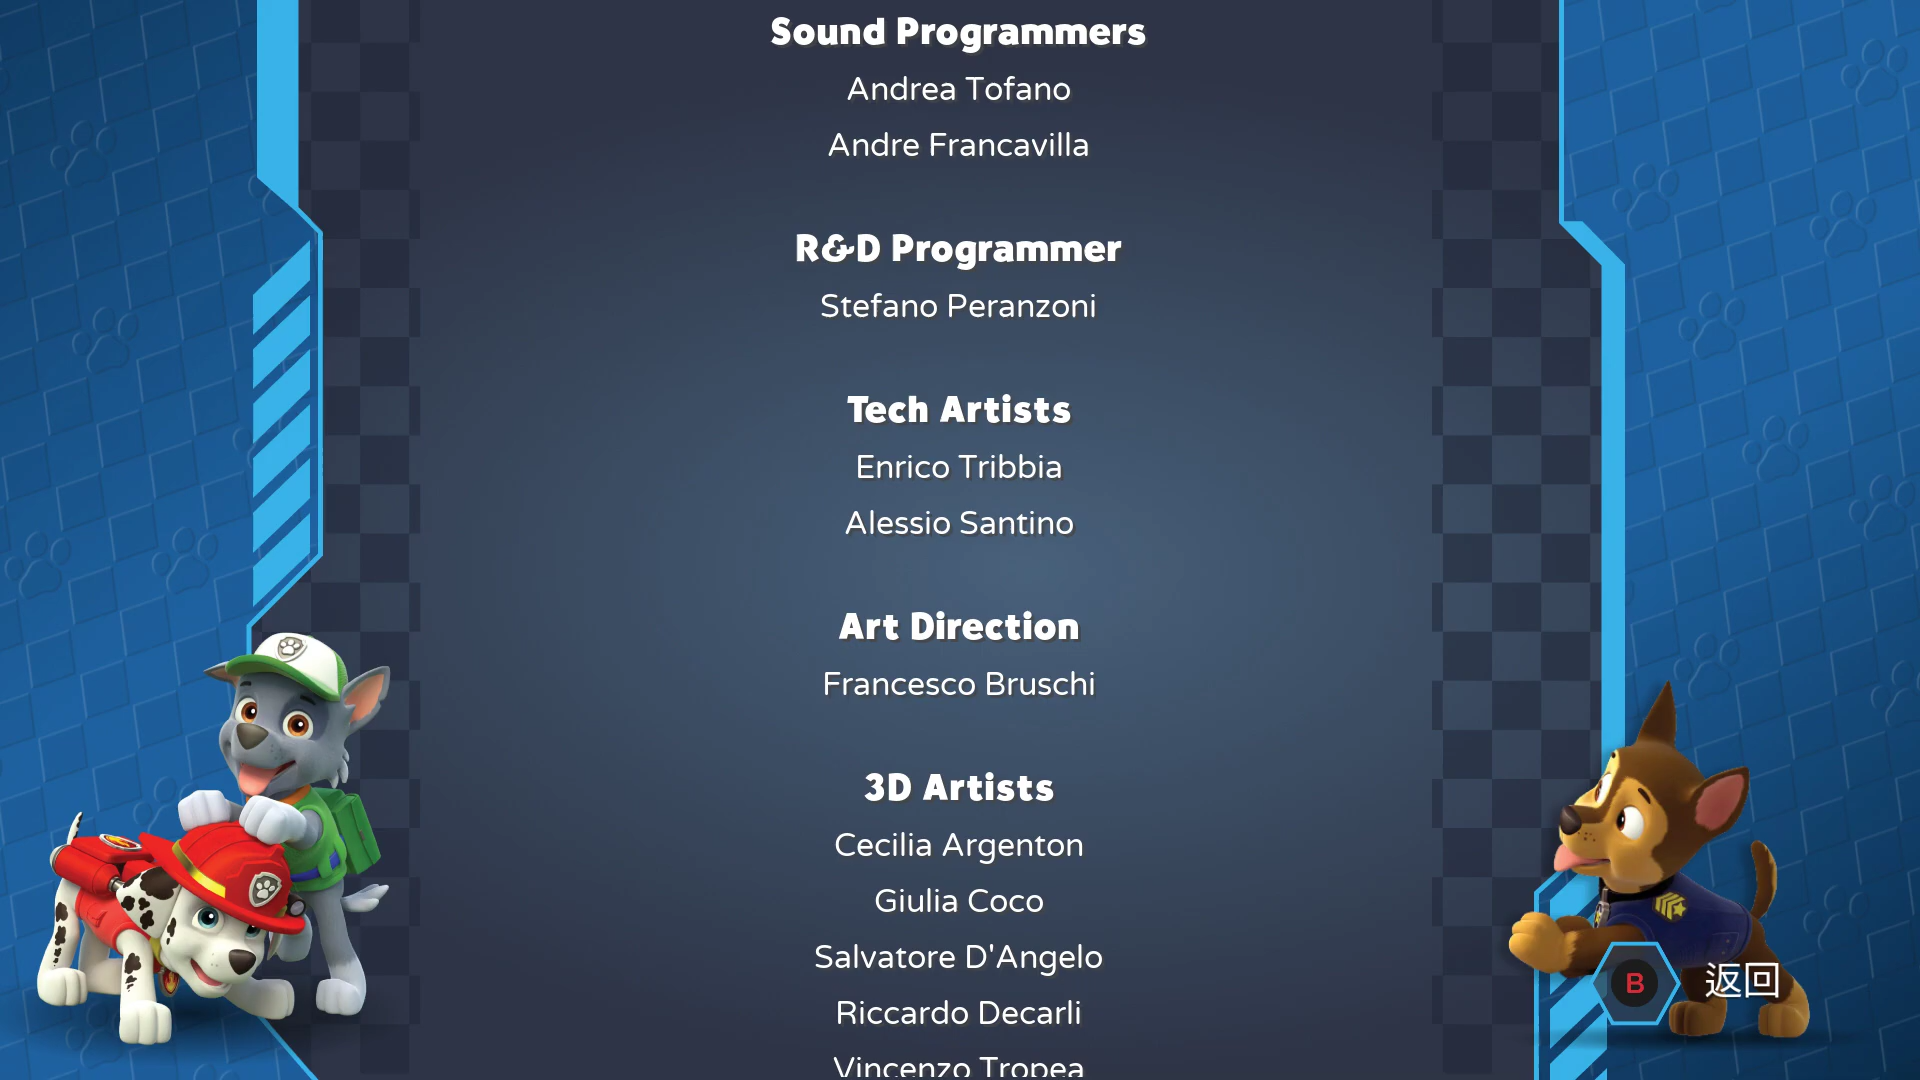 Sound Programmers
Andrea Tofano
Andre Francavilla
R&D Programmer
Stefano Peranzoni
Tech Artists
Enrico Tribbia
Alessio Santino
Art Direction
Francesco Bruschi
3D Artists
Cecilia Argenton
Giulia Coco
Salvatore D'Angelo
Riccardo Decarli
Vincenzo Tropea
B 返回